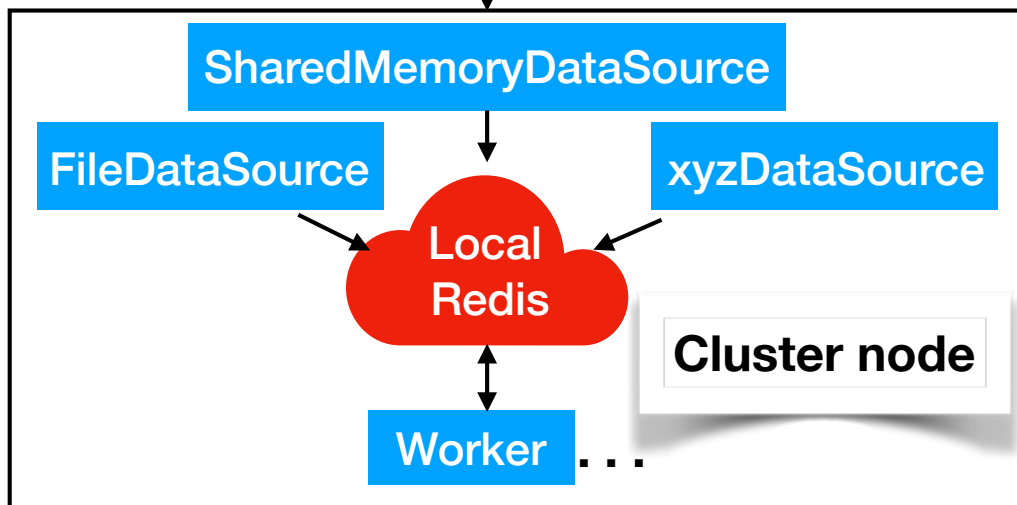 SharedMemoryDataSource
FileDataSource
xyzDataSource
Local
Redis
Cluster node
Worker ...